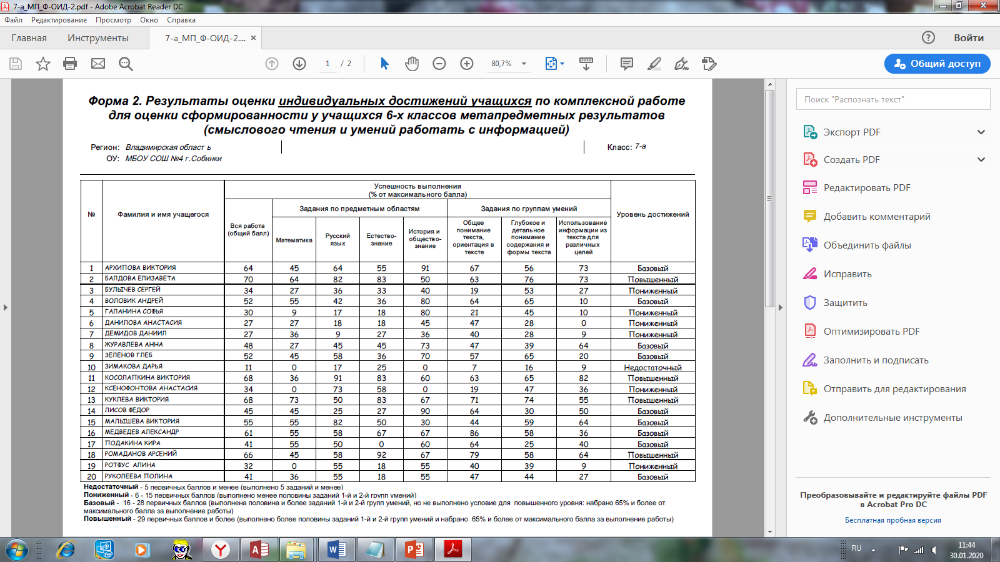 7-а_МП_Ф-ОИД-2.pdf - Adobe Acrobat Reader DC
Файл Редактирование Просмотр Окно Справка
Главная Инструменты 7-а_МП_Ф-ОИД-2.... × Войти
1 / 2 80,7% Общий доступ
Форма 2. Результаты оценки индивидуальных достижений учащихся по комплексной работе
для оценки сформированности у учащихся 6-х классов метапредметных результатов
(смыслового чтения и умений работать с информацией)
Регион: Владимирская област ь Класс: 7-а
ОУ: МБОУ СОШ №4 г.Собинки
№ Фамилия и имя учащегося Успешность выполнения (% от максимального балла) Уровень достижений
Вся работа (общий балл) Задания по предметным областям Задания по группам умений
Математика Русский язык Естество-знание История и общество-знание Общее понимание текста, ориентация в тексте Глубокое и детальное понимание содержания и формы текста Использование информации из текста для различных целей
1 АРХИПОВА ВИКТОРИЯ 64 45 64 55 91 67 56 73 Базовый
2 БАЛДОВА ЕЛИЗАВЕТА 70 64 82 83 50 63 76 73 Повышенный
3 БУЛЫЧЕВ СЕРГЕЙ 34 27 36 33 40 19 53 27 Пониженный
4 ВОЛОВИК АНДРЕЙ 52 55 42 36 80 64 65 10 Базовый
5 ГАЛАНИНА СОФЬЯ 30 9 17 18 80 21 45 10 Пониженный
6 ДАНИЛОВА АНАСТАСИЯ 27 27 18 18 45 47 28 0 Пониженный
7 ДЕМИДОВ ДАНИИЛ 27 36 9 27 36 40 28 9 Пониженный
8 ЖУРАВЛЕВА АННА 48 27 45 45 73 47 39 64 Базовый
9 ЗЕЛЕНОВ ГЛЕБ 52 45 58 36 70 57 65 20 Базовый
10 ЗИМАКОВА ДАРЬЯ 11 0 17 25 0 7 16 9 Недостаточный
11 КОСОЛАПКИНА ВИКТОРИЯ 68 36 91 83 60 63 65 82 Повышенный
12 КСЕНОФОНТОВА АНАСТАСИЯ 34 0 73 58 0 19 47 36 Пониженный
13 КУКЛЕВА ВИКТОРИЯ 68 73 50 83 67 71 74 55 Повышенный
14 ЛИСОВ ФЕДОР 45 45 25 27 90 64 30 50 Базовый
15 МАЛЫШЕВА ВИКТОРИЯ 55 55 82 50 30 44 59 64 Базовый
16 МЕДВЕДЕВ АЛЕКСАНДР 61 55 58 67 67 86 58 36 Базовый
17 ПОДАКИНА КИРА 41 55 50 0 60 64 25 40 Базовый
18 РОМАДАНОВ АРСЕНИЙ 66 45 58 92 67 79 58 64 Повышенный
19 РОТФУС АЛИНА 32 0 55 18 55 40 39 9 Пониженный
20 РУКОЛЕЕВА ПОЛИНА 41 36 55 18 55 47 44 27 Базовый
Недостаточный - 5 первичных баллов и менее (выполнено 5 заданий и менее)
Пониженный - 6 - 15 первичных баллов (выполнено менее половины заданий 1-й и 2-й групп умений)
Базовый - 16 - 28 первичных баллов (выполнена половина и более заданий 1-й и 2-й групп умений, но не выполнено условие для повышенного уровня: набрано 65% и более от
максимального балла за выполнение работы)
Повышенный - 29 первичных баллов и более (выполнено более половины заданий 1-й и 2-й групп умений и набрано 65% и более от максимального балла за выполнение работы)
Поиск "Распознать текст"
Экспорт PDF
Создать PDF
Редактировать PDF
Добавить комментарий
Объединить файлы
Исправить
Защитить
Оптимизировать PDF
Заполнить и подписать
Отправить для редактирования
Дополнительные инструменты
Преобразовывайте и редактируйте файлы PDF
в Acrobat Pro DC
Бесплатная пробная версия
RU 11:44
30.01.2020